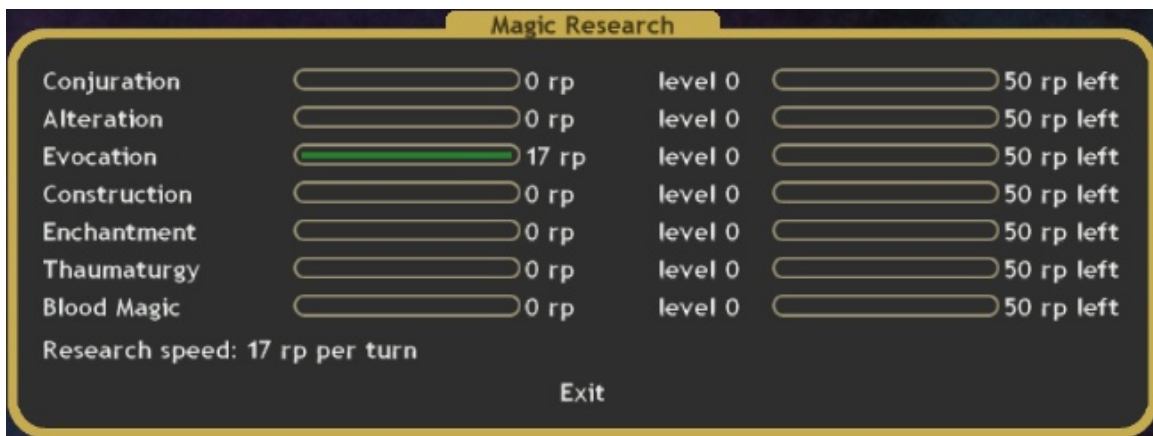 Magic Research
Conjuration 0 rp level 0 50 rp left
Alteration 0 rp level 0 50 rp left
Evocation 17 rp level 0 50 rp left
Construction 0 rp level 0 50 rp left
Enchantment 0 rp level 0 50 rp left
Thaumaturgy 0 rp level 0 50 rp left
Blood Magic 0 rp level 0 50 rp left
Research speed: 17 rp per turn
Exit